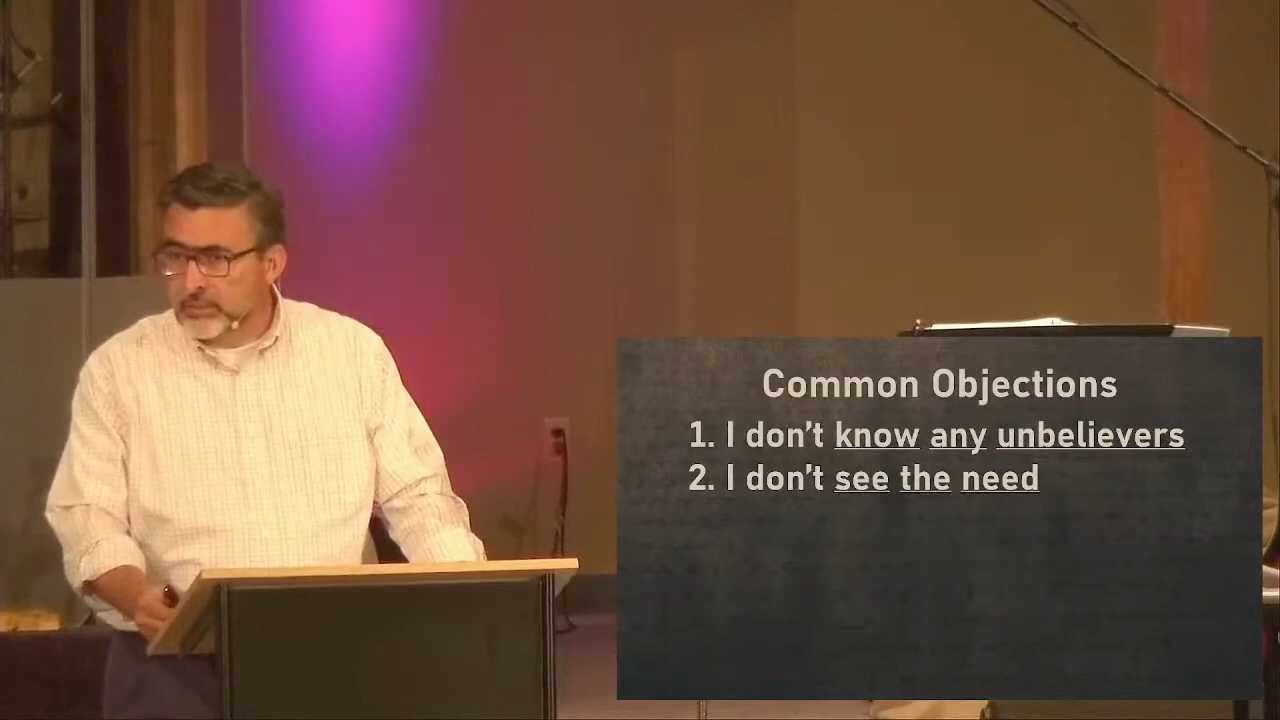 Common Objections
1. I don't know any unbelievers
2. I don't see the need